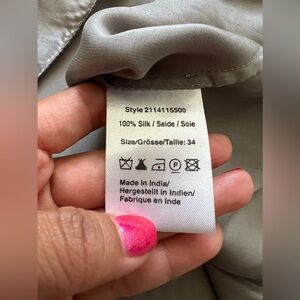 Style 2114115500
100% Silk / Seide / Soie
Size/Grösse/Taille: 34
P
Made in India/
Hergestellt in Indien/
Fabrique en Inde